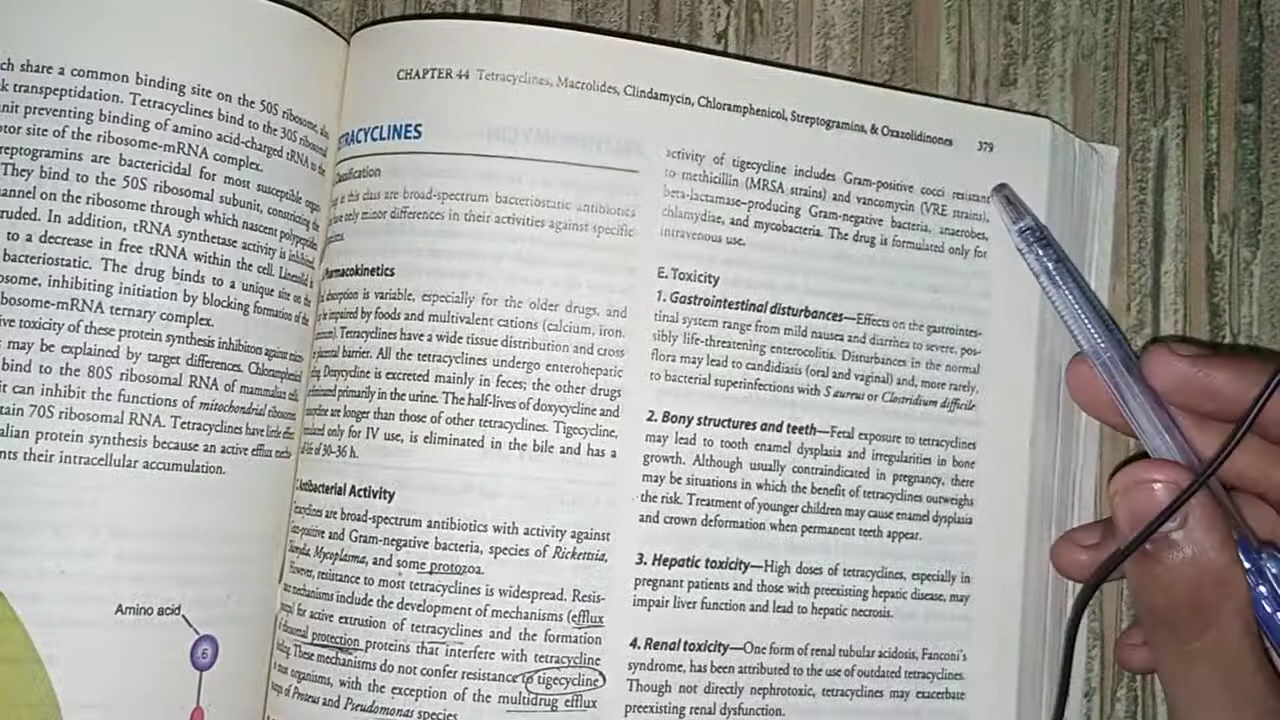 ch share a common binding site on the 50S ribosome, als
k transpeptidation. Tetracyclines bind to the 30S ribosomal
nit preventing binding of amino acid-charged tRNA to the
ptor site of the ribosome-mRNA complex.
reptogramins are bactericidal for most susceptible orga
They bind to the 50S ribosomal subunit, constricting the
annel on the ribosome through which nascent polypeptides
ruded. In addition, tRNA synthetase activity is inhibited
to a decrease in free tRNA within the cell. Linezolid is
bacteriostatic. The drug binds to a unique site on the
osome, inhibiting initiation by blocking formation of the
bosome-mRNA ternary complex.
ive toxicity of these protein synthesis inhibitors against micro
may be explained by target differences. Chloramphenicol
bind to the 80S ribosomal RNA of mammalian cells
it can inhibit the functions of mitochondrial ribosomes
tain 70S ribosomal RNA. Tetracyclines have little effect
alian protein synthesis because an active efflux mecha
nts their intracellular accumulation.
Amino acid
6
CHAPTER 44 Tetracyclines, Macrolides, Clindamycin, Chloramphenicol, Streptogramins, & Oxazolidinones 379
TRACYCLINES
lassification
in this class are broad-spectrum bacteriostatic antibiotics
have only minor differences in their activities against specific
Pharmacokinetics
absorption is variable, especially for the older drugs, and
be impaired by foods and multivalent cations (calcium, iron,
Tetracyclines have a wide tissue distribution and cross
placental barrier. All the tetracyclines undergo enterohepatic
Doxycycline is excreted mainly in feces; the other drugs
eliminated primarily in the urine. The half-lives of doxycycline and
cycline are longer than those of other tetracyclines. Tigecycline,
only for IV use, is eliminated in the bile and has a
of 30–36 h.
Antibacterial Activity
are broad-spectrum antibiotics with activity against
positive and Gram-negative bacteria, species of Rickettsia,
Mycoplasma, and some protozoa.
However, resistance to most tetracyclines is widespread. Resis-
mechanisms include the development of mechanisms (efflux
for active extrusion of tetracyclines and the formation
ribosomal protection proteins that interfere with tetracycline
These mechanisms do not confer resistance to tigecycline
most organisms, with the exception of the multidrug efflux
of Proteus and Pseudomonas species.
activity of tigecycline includes Gram-positive cocci resistant
to methicillin (MRSA strains) and vancomycin (VRE strains),
beta-lactamase–producing Gram-negative bacteria, anaerobes,
chlamydiae, and mycobacteria. The drug is formulated only for
intravenous use.
E. Toxicity
1. Gastrointestinal disturbances—Effects on the gastrointes-
tinal system range from mild nausea and diarrhea to severe, pos-
sibly life-threatening enterocolitis. Disturbances in the normal
flora may lead to candidiasis (oral and vaginal) and, more rarely,
to bacterial superinfections with S aureus or Clostridium difficile.
2. Bony structures and teeth—Fetal exposure to tetracyclines
may lead to tooth enamel dysplasia and irregularities in bone
growth. Although usually contraindicated in pregnancy, there
may be situations in which the benefit of tetracyclines outweighs
the risk. Treatment of younger children may cause enamel dysplasia
and crown deformation when permanent teeth appear.
3. Hepatic toxicity—High doses of tetracyclines, especially in
pregnant patients and those with preexisting hepatic disease, may
impair liver function and lead to hepatic necrosis.
4. Renal toxicity—One form of renal tubular acidosis, Fanconi's
syndrome, has been attributed to the use of outdated tetracyclines.
Though not directly nephrotoxic, tetracyclines may exacerbate
preexisting renal dysfunction.